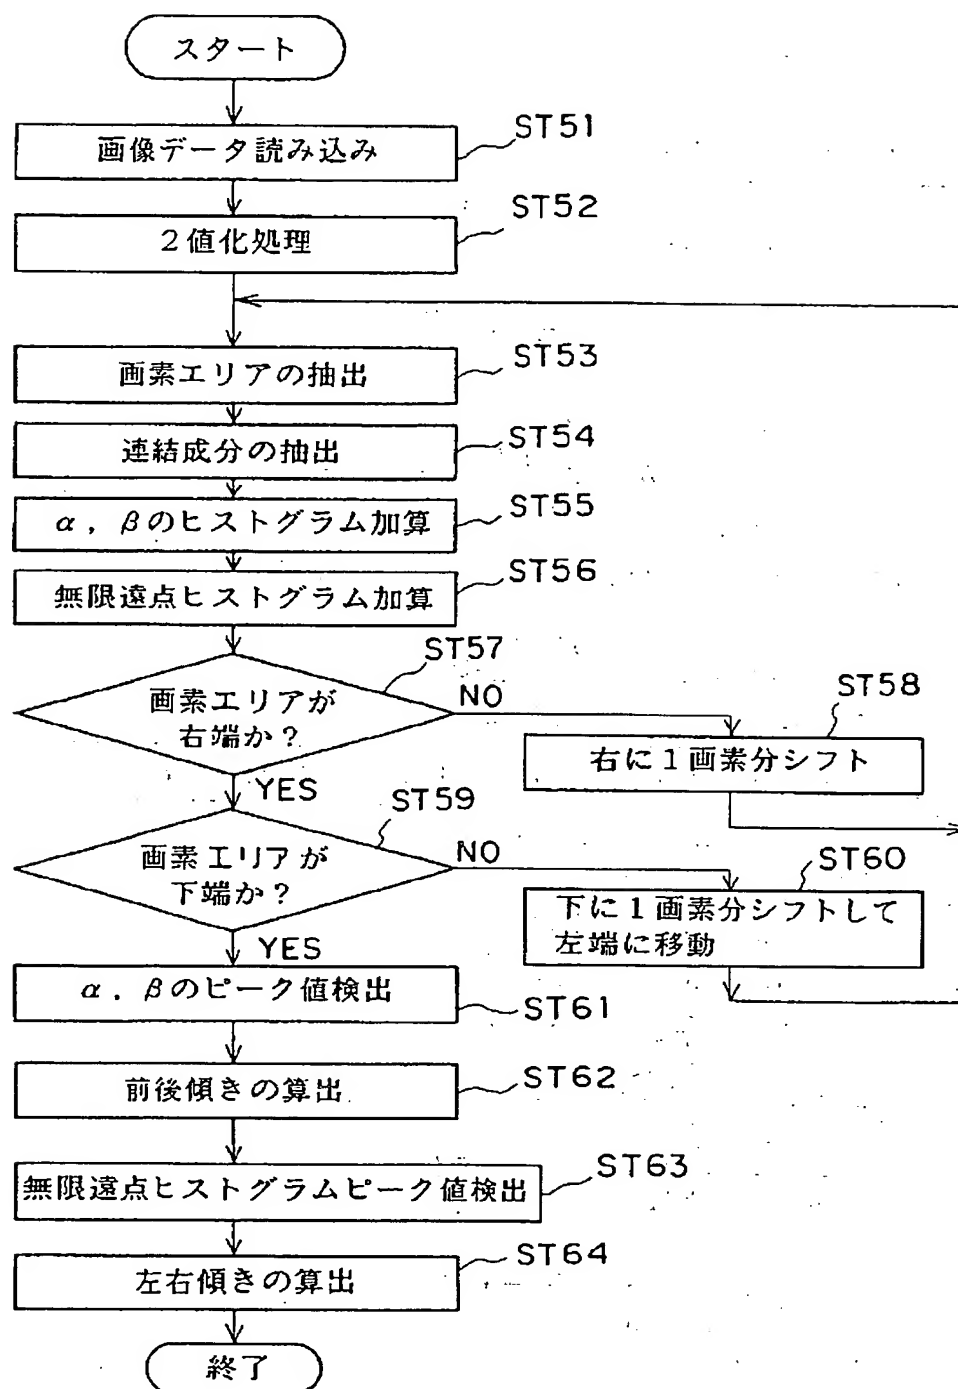 スタート
ST51
画像データ読み込み
ST52
2値化処理
ST53
画素エリアの抽出
ST54
連結成分の抽出
ST55
α,βのヒストグラム加算
ST56
無限遠点ヒストグラム加算
ST57
画素エリアが
右端か?
NO
ST58
右に1画素分シフト
YES
ST59
画素エリアが
下端か?
NO
ST60
下に1画素分シフトして
左端に移動
YES
α.βのピーク値検出
ST61
前後傾きの算出
ST62
無限遠点ヒストグラムピーク値検出
ST63
左右傾きの算出
ST64
終了